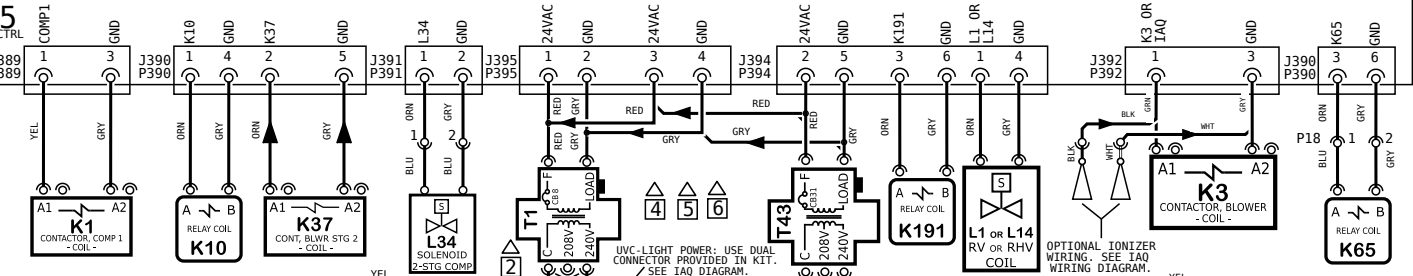 5
CTRL
COMP1
GND
K10
GND
K37
GND
L34
GND
24VAC
GND
24VAC
GND
24VAC
GND
K191
GND
L1 OR
L14
GND
K3 OR
IAQ
GND
K65
GND
389 1 3 J390 1 4 2 5 J391 1 2 J395 1 2 3 4 J394 2 5 3 6 1 4 J392 1 3 J390 3 6
389 P390 P391 P395 P394 P392 P390
YEL GRY ORN GRY ORN GRY ORN GRY RED GRY RED RED RED GRY ORN GRY ORN GRY GRN GRY ORN GRY
BLK WHT
RED GRY GRY GRY
1 2
P18 1 2
BLU BLU BLK WHT BLU GRY
A1 A2
K1
CONTACTOR, COMP 1
- COIL -
A B
RELAY COIL
K10
A1 A2
K37
CONT, BLWR STG 2
- COIL -
S
L34
SOLENOID
2-STG COMP
T1
F LOAD
CB8
C 208V 240V
2
4 5 6
UVC-LIGHT POWER: USE DUAL
CONNECTOR PROVIDED IN KIT.
SEE IAQ DIAGRAM.
T43
F LOAD
CB31
C 208V 240V
A B
RELAY COIL
K191
S
L1 OR L14
RV OR RHV
COIL
OPTIONAL IONIZER
WIRING. SEE IAQ
WIRING DIAGRAM.
A1 A2
K3
CONTACTOR, BLOWER
- COIL -
A B
RELAY COIL
K65
YEL
YEL